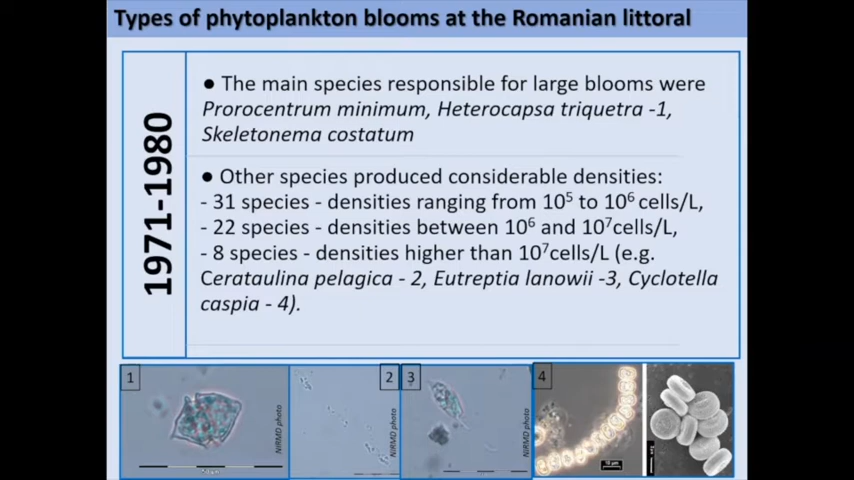 Types of phytoplankton blooms at the Romanian littoral
1971-1980
● The main species responsible for large blooms were
Prorocentrum minimum, Heterocapsa triquetra -1,
Skeletonema costatum
● Other species produced considerable densities:
- 31 species - densities ranging from 10⁵ to 10⁶ cells/L,
- 22 species - densities between 10⁶ and 10⁷cells/L,
- 8 species - densities higher than 10⁷cells/L (e.g.
Cerataulina pelagica - 2, Eutreptia lanowii -3, Cyclotella
caspia - 4).
1
NIRMD photo
2
NIRMD photo
3
NIRMD photo
4
10 µm